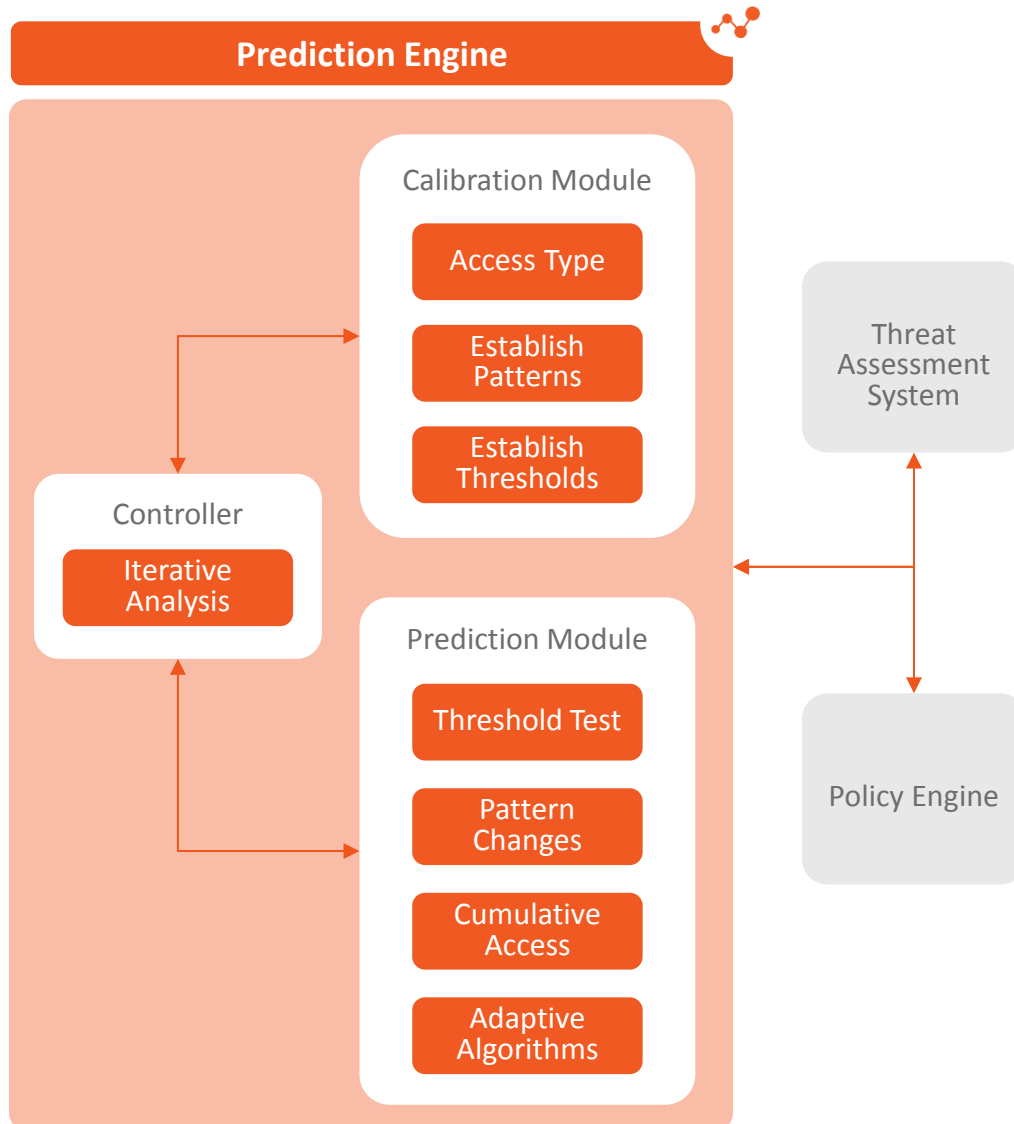 Prediction Engine
Calibration Module
Access Type
Establish
Patterns
Establish
Thresholds
Controller
Iterative
Analysis
Prediction Module
Threshold Test
Pattern
Changes
Cumulative
Access
Adaptive
Algorithms
Threat
Assessment
System
Policy Engine